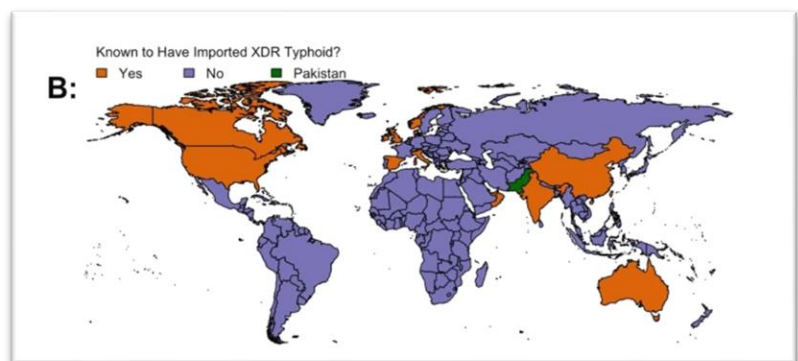 Known to Have Imported XDR Typhoid?
Yes No Pakistan
B: